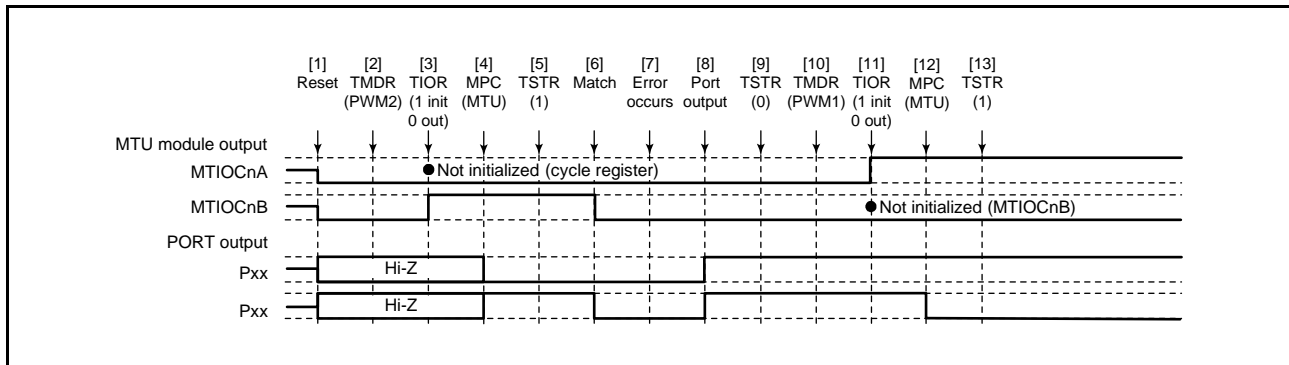 [1] [2] [3] [4] [5] [6] [7] [8] [9] [10] [11] [12] [13]
Reset TMDR TIOR MPC TSTR Match Error Port TSTR TMDR TIOR MPC TSTR
(PWM2) (1 init (MTU) (1) occurs output (0) (PWM1) (1 init (MTU) (1)
0 out) 0 out)
MTU module output
MTIOCnA
Not initialized (cycle register)
MTIOCnB
Not initialized (MTIOCnB)
PORT output
Pxx
Hi-Z
Pxx
Hi-Z